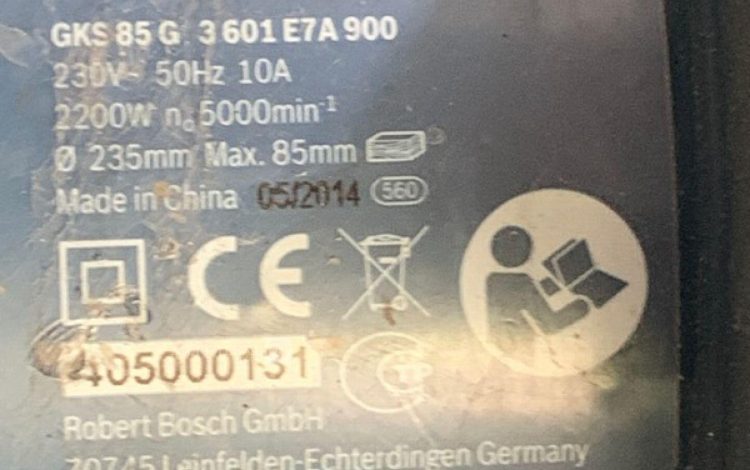 GKS 85 G 3 601 E7A 900
230V~ 50Hz 10A
2200W n₀ 5000min⁻¹
Ø 235mm Max. 85mm
Made in China 05/2014 560
CE
405000131
Robert Bosch GmbH
70745 Leinfelden-Echterdingen Germany